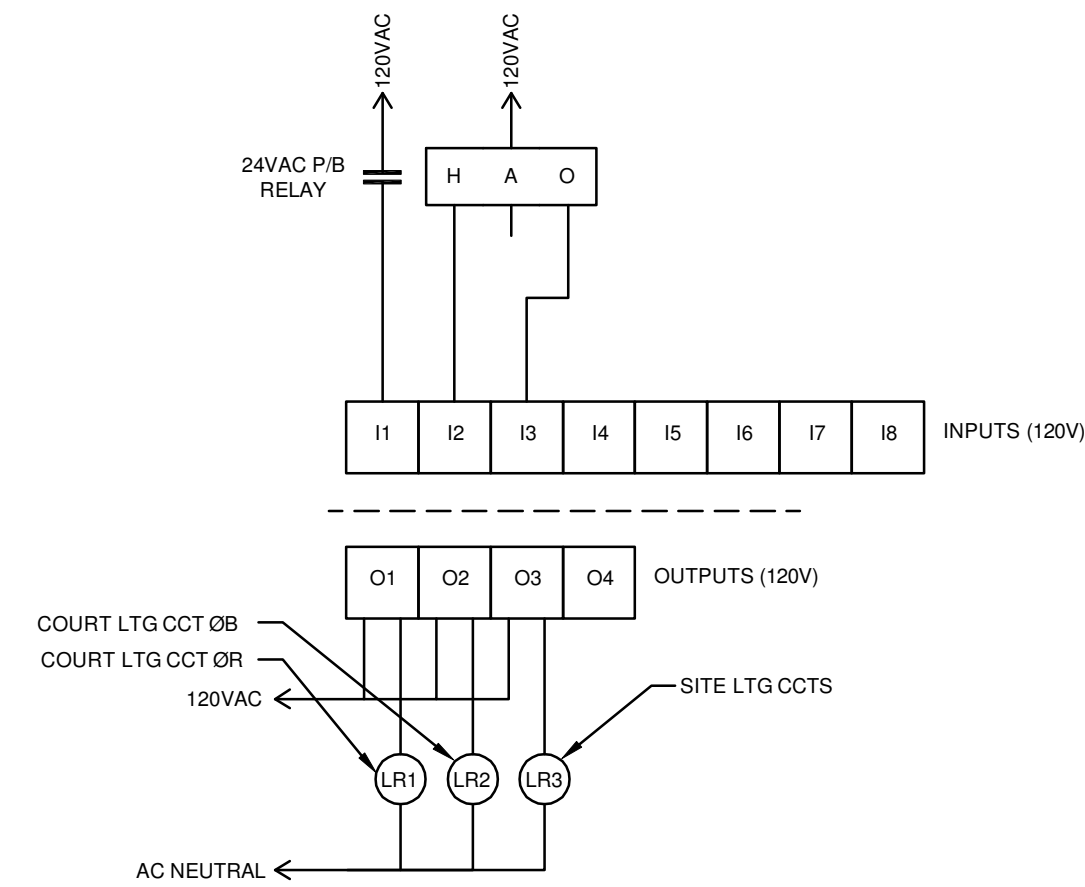 120VAC
120VAC
24VAC P/B
RELAY
H A O
I1 I2 I3 I4 I5 I6 I7 I8
INPUTS (120V)
O1 O2 O3 O4
OUTPUTS (120V)
COURT LTG CCT ØB
COURT LTG CCT ØR
120VAC
SITE LTG CCTS
LR1 LR2 LR3
AC NEUTRAL